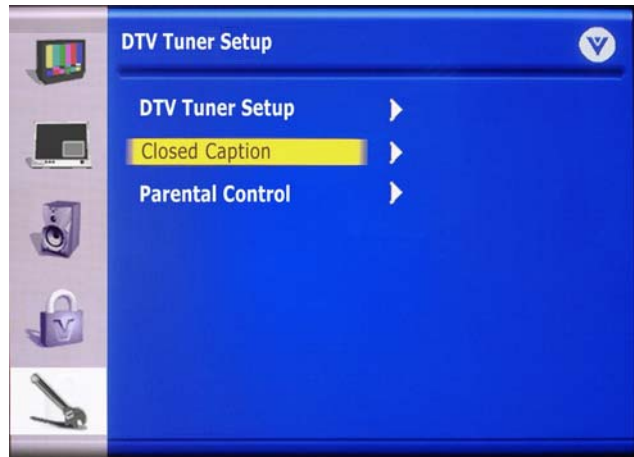 DTV Tuner Setup
V
DTV Tuner Setup
Closed Caption
Parental Control
V